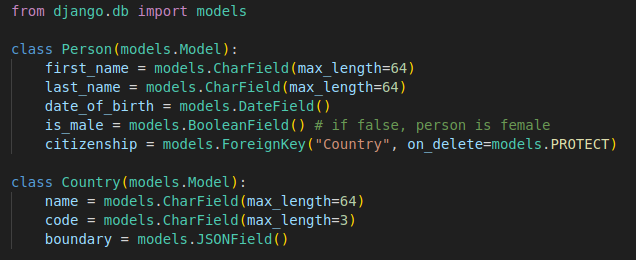 from django.db import models
class Person(models.Model):
first_name = models.CharField(max_length=64)
last_name = models.CharField(max_length=64)
date_of_birth = models.DateField()
is_male = models.BooleanField() # if false, person is female
citizenship = models.ForeignKey("Country", on_delete=models.PROTECT)
class Country(models.Model):
name = models.CharField(max_length=64)
code = models.CharField(max_length=3)
boundary = models.JSONField()